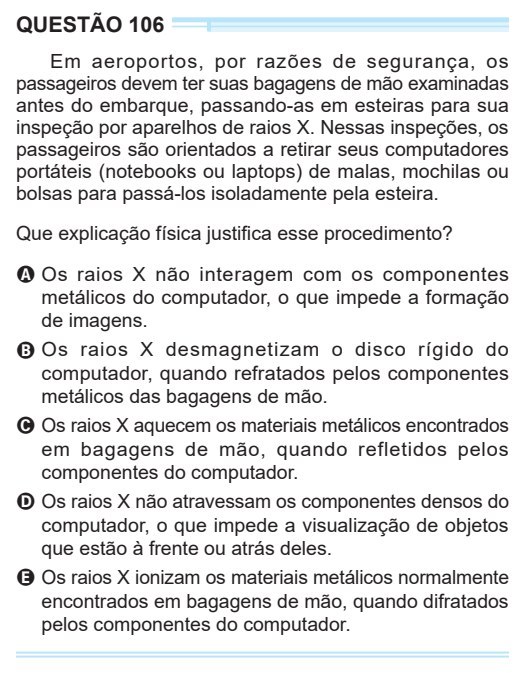 QUESTÃO 106
Em aeroportos, por razões de segurança, os
passageiros devem ter suas bagagens de mão examinadas
antes do embarque, passando-as em esteiras para sua
inspeção por aparelhos de raios X. Nessas inspeções, os
passageiros são orientados a retirar seus computadores
portáteis (notebooks ou laptops) de malas, mochilas ou
bolsas para passá-los isoladamente pela esteira.
Que explicação física justifica esse procedimento?
A Os raios X não interagem com os componentes
metálicos do computador, o que impede a formação
de imagens.
B Os raios X desmagnetizam o disco rígido do
computador, quando refratados pelos componentes
metálicos das bagagens de mão.
C Os raios X aquecem os materiais metálicos encontrados
em bagagens de mão, quando refletidos pelos
componentes do computador.
D Os raios X não atravessam os componentes densos do
computador, o que impede a visualização de objetos
que estão à frente ou atrás deles.
E Os raios X ionizam os materiais metálicos normalmente
encontrados em bagagens de mão, quando difratados
pelos componentes do computador.